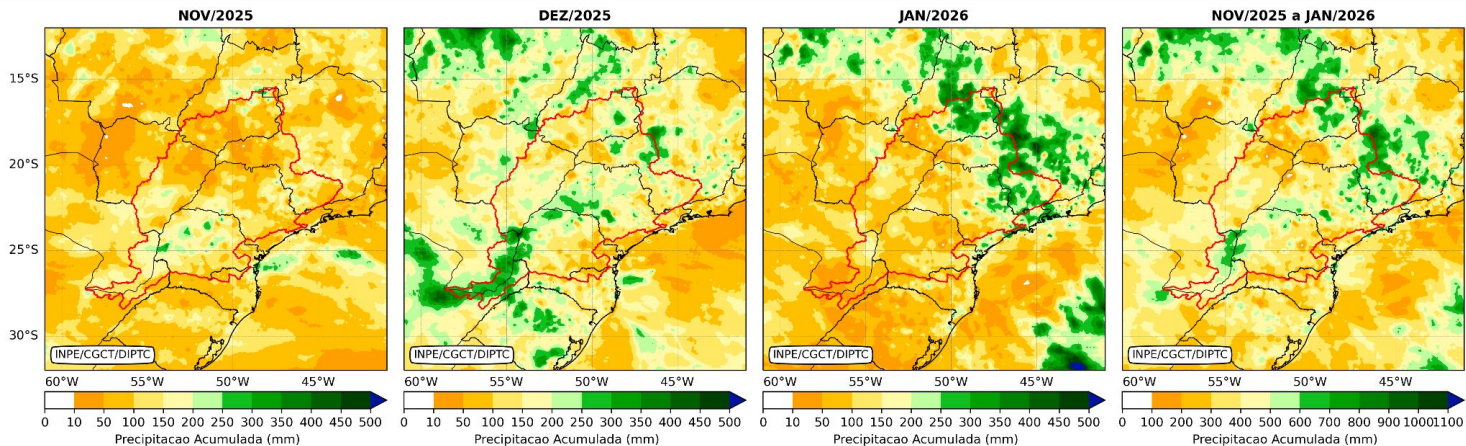 NOV/2025
DEZ/2025
JAN/2026
NOV/2025 a JAN/2026
15°S
20°S
25°S
30°S
INPE/CGCT/DIPTC
INPE/CGCT/DIPTC
INPE/CGCT/DIPTC
INPE/CGCT/DIPTC
60°W 55°W 50°W 45°W
60°W 55°W 50°W 45°W
60°W 55°W 50°W 45°W
60°W 55°W 50°W 45°W
0 10 50 100 150 200 250 300 350 400 450 500
0 10 50 100 150 200 250 300 350 400 450 500
0 10 50 100 150 200 250 300 350 400 450 500
0 100 200 300 400 500 600 700 800 900 1000 1100
Precipitacao Acumulada (mm)
Precipitacao Acumulada (mm)
Precipitacao Acumulada (mm)
Precipitacao Acumulada (mm)